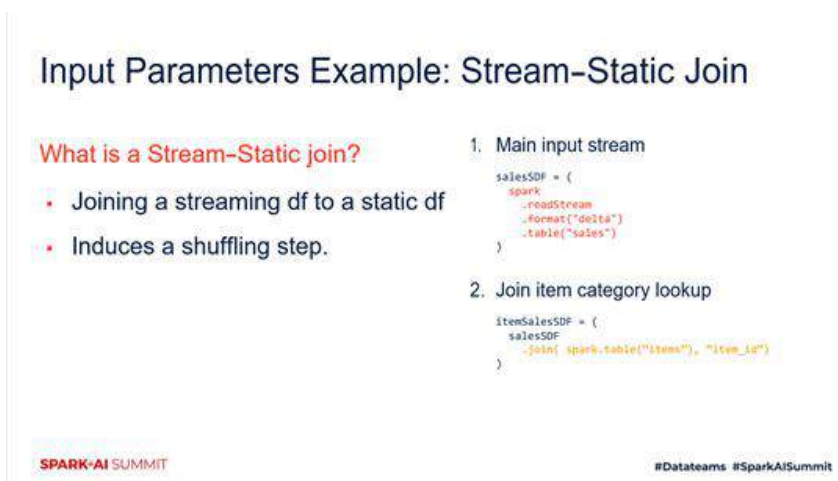 Input Parameters Example: Stream–Static Join
What is a Stream–Static join?
• Joining a streaming df to a static df
• Induces a shuffling step.
1. Main input stream
salesSDF = (
  spark
    .readStream
    .format("delta")
    .table("sales")
)
2. Join item category lookup
itemSalesSDF = (
  salesSDF
    .join( spark.table("items"), "item_id")
)
SPARK+AI SUMMIT
#Datateams #SparkAISummit